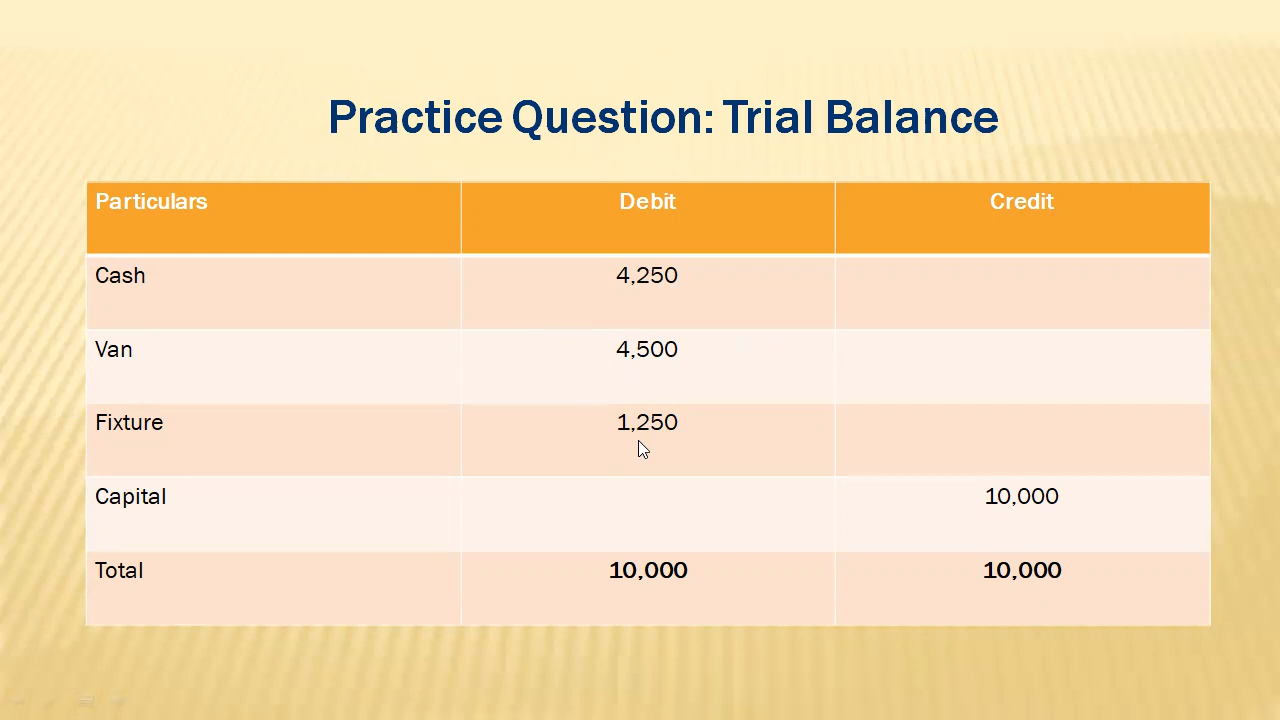 Practice Question: Trial Balance
Particulars Debit Credit
Cash 4,250
Van 4,500
Fixture 1,250
Capital 10,000
Total 10,000 10,000